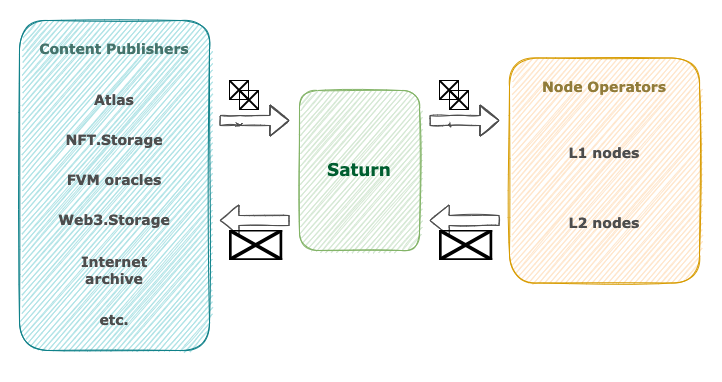 Content Publishers
Atlas
NFT.Storage
FVM oracles
Web3.Storage
Internet
archive
etc.
Saturn
Node Operators
L1 nodes
L2 nodes